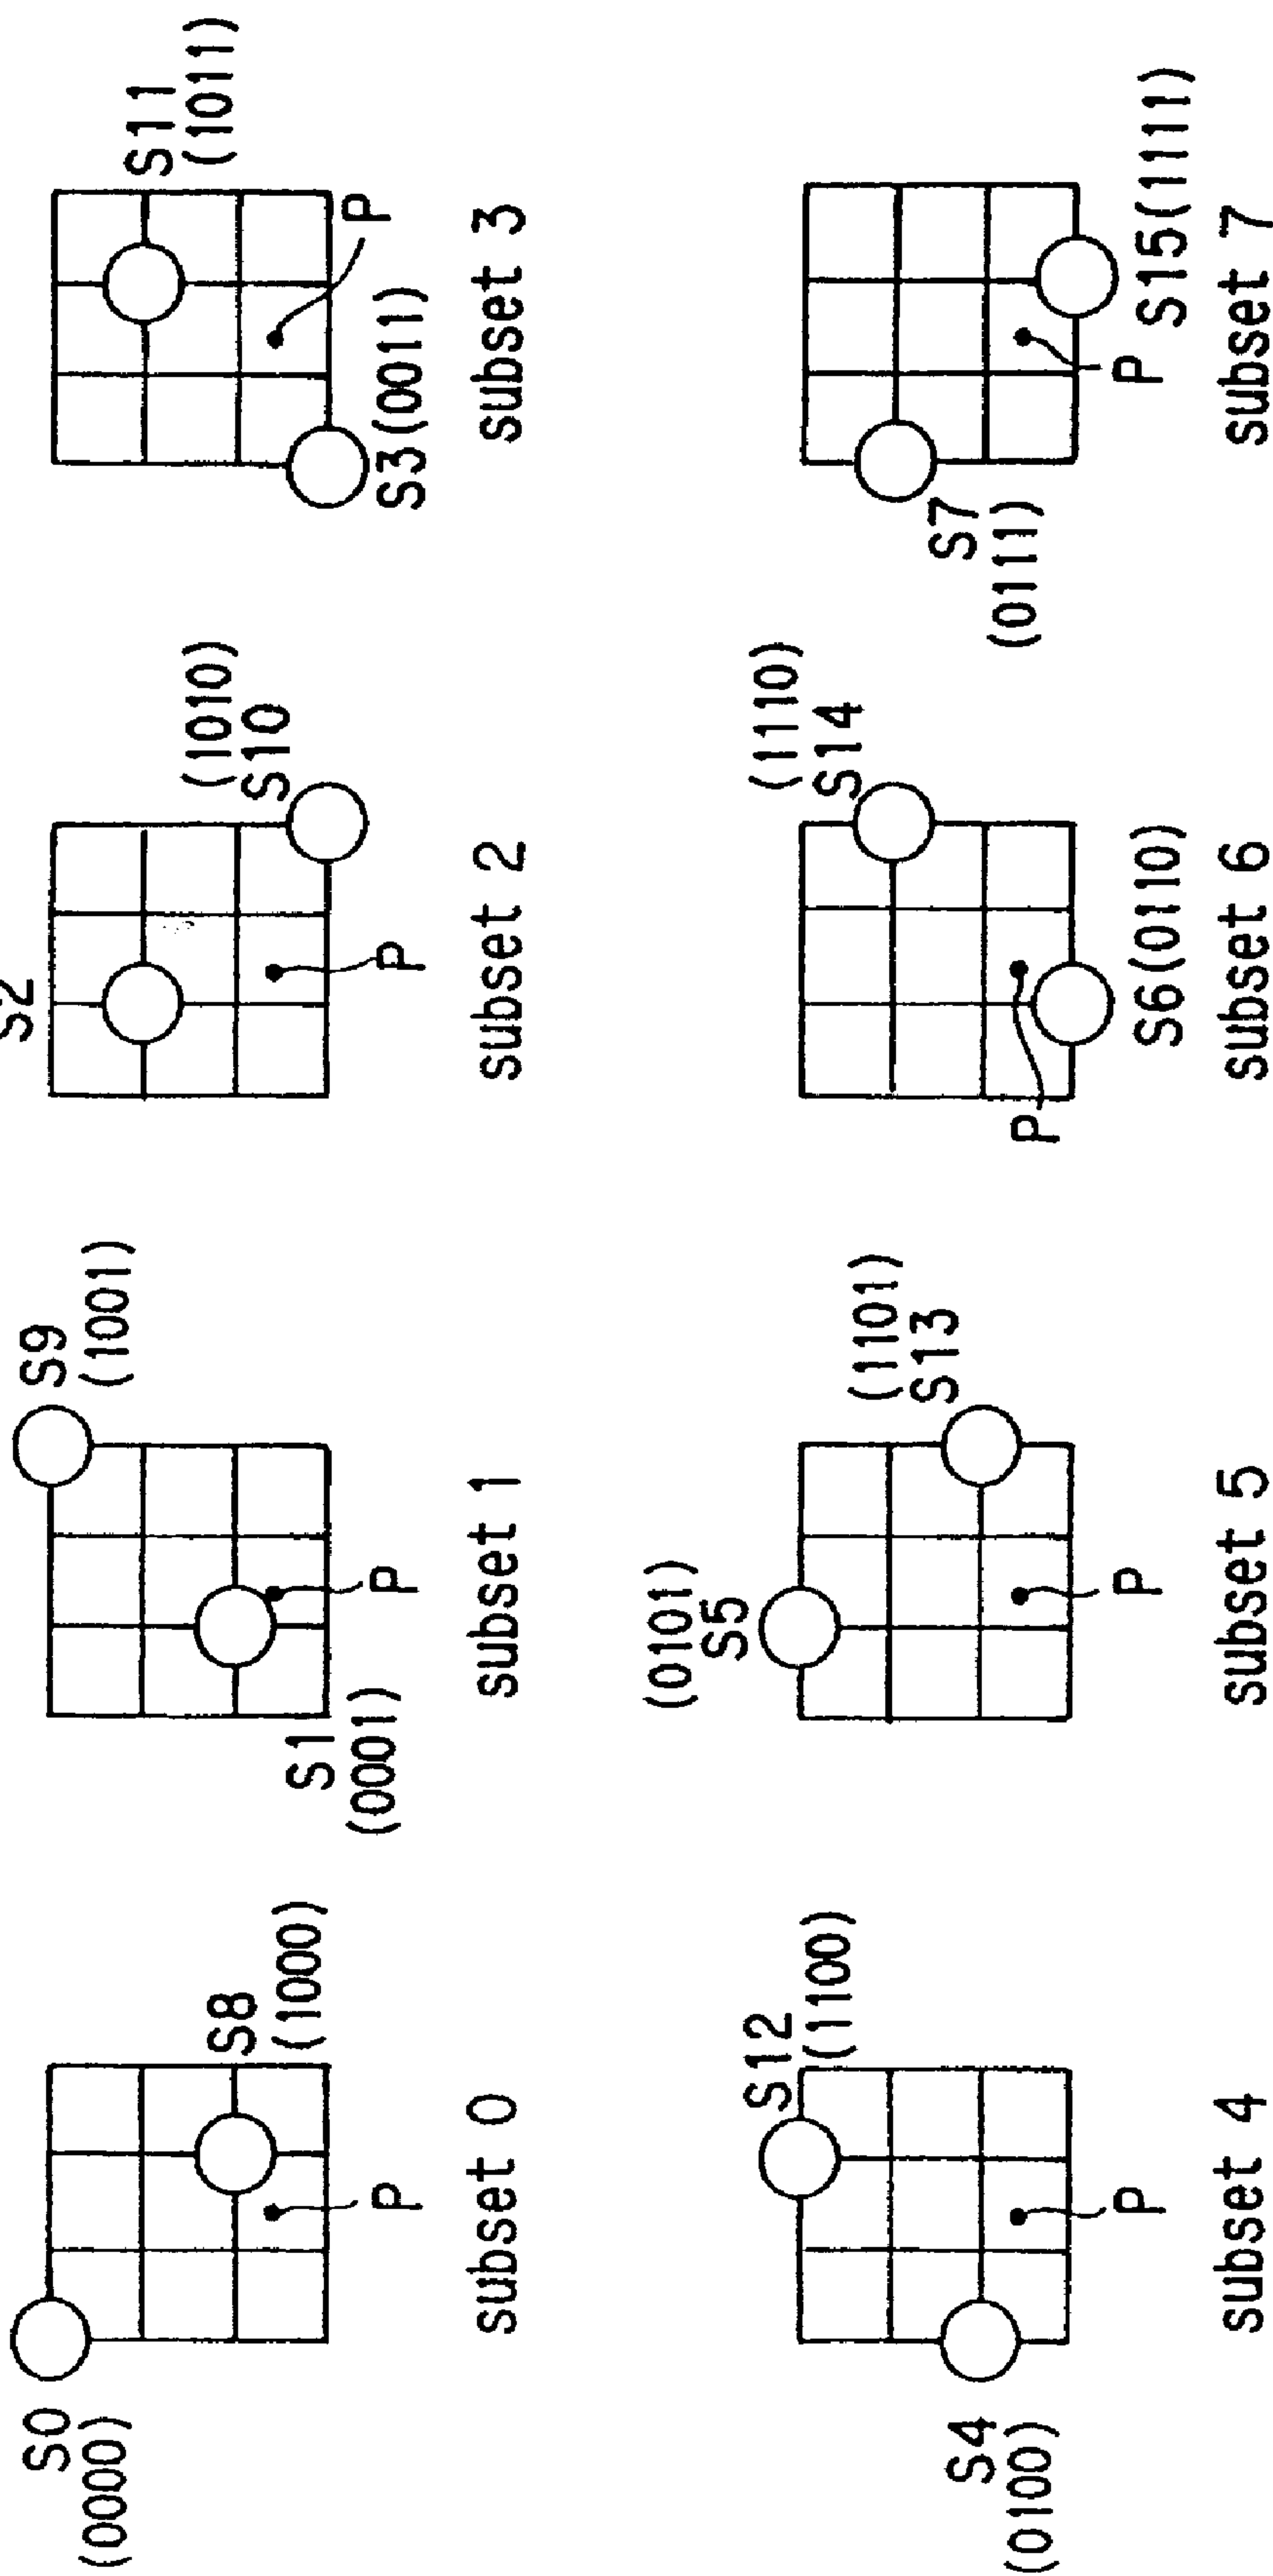 S0
(0000)
S8
(1000)
P
subset 0
S9
(1001)
S1
(0001)
P
subset 1
S2
(1010)
S10
P
subset 2
S11
(1011)
P
S3(0011)
subset 3
S12
(1100)
S4
(0100)
P
subset 4
(0101)
S5
(1101)
S13
P
subset 5
(1110)
S14
P
S6(0110)
subset 6
S7
(0111)
P
S15(1111)
subset 7